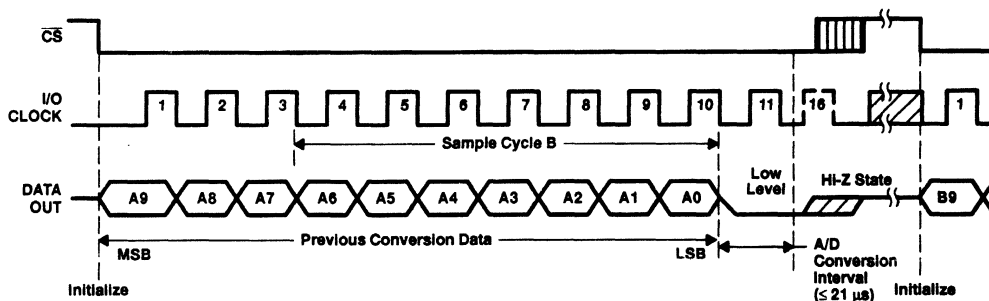 CS
I/O
CLOCK
1 2 3 4 5 6 7 8 9 10 11 16 1
Sample Cycle B
DATA
OUT
A9 A8 A7 A6 A5 A4 A3 A2 A1 A0
Low
Level
Hi-Z State
B9
Previous Conversion Data
MSB
LSB
A/D
Conversion
Interval
(≤ 21 μs)
Initialize
Initialize